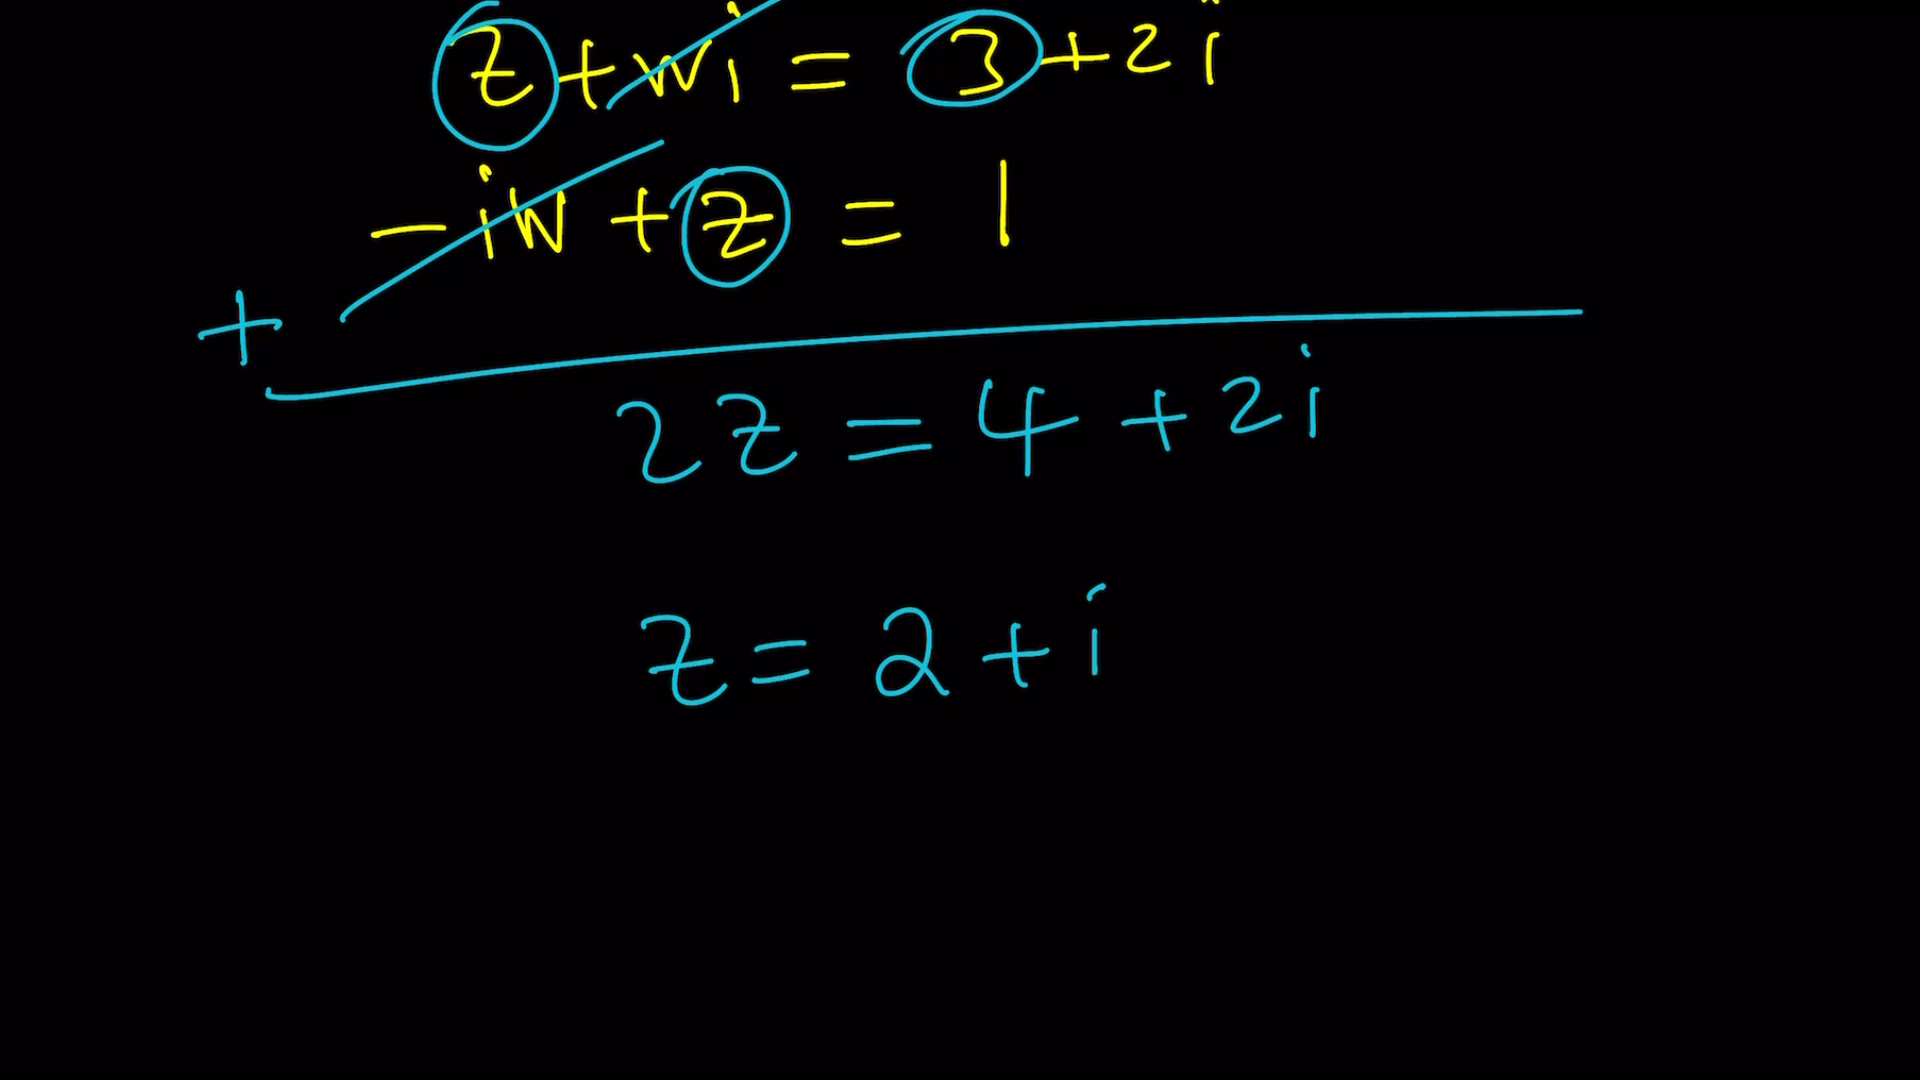 z + wi = 3 + 2i
- iw + z = 1
+
2z = 4 + 2i
z = 2 + i